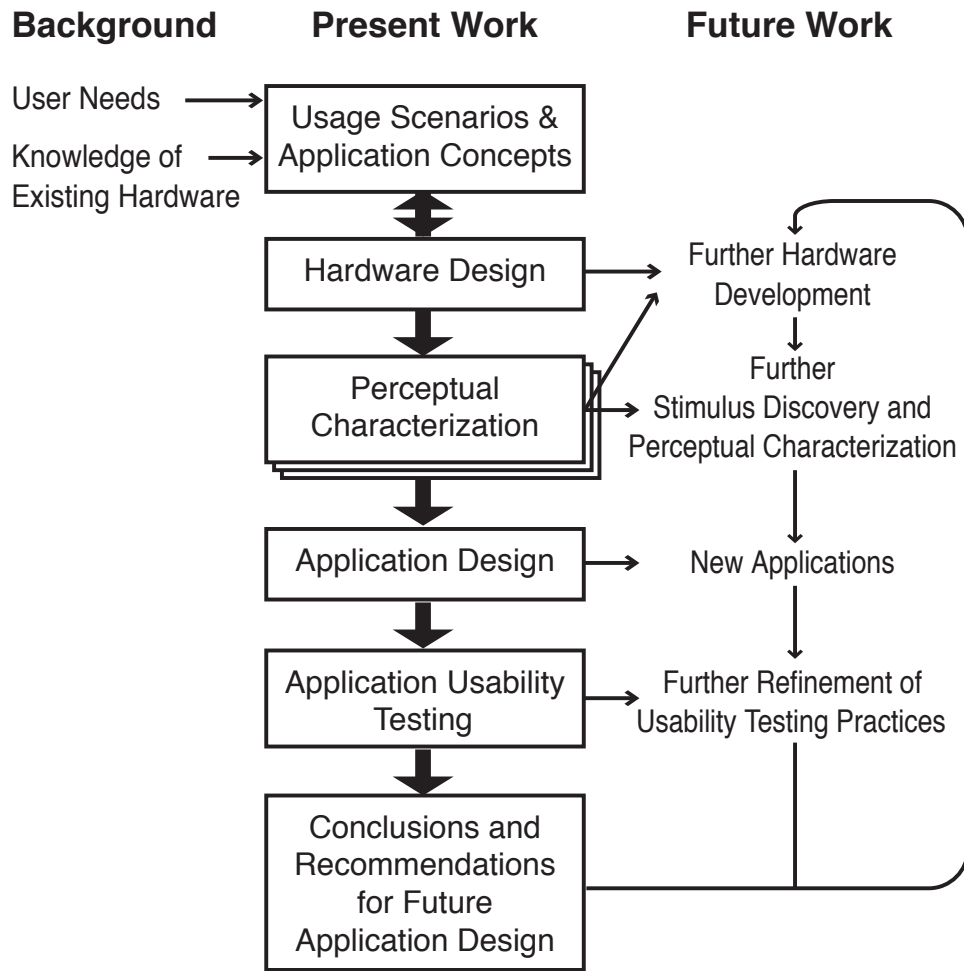 Background
Present Work
Future Work
User Needs
Knowledge of
Existing Hardware
Usage Scenarios &
Application Concepts
Hardware Design
Further Hardware
Development
Perceptual
Characterization
Further
Stimulus Discovery and
Perceptual Characterization
Application Design
New Applications
Application Usability
Testing
Further Refinement of
Usability Testing Practices
Conclusions and
Recommendations
for Future
Application Design